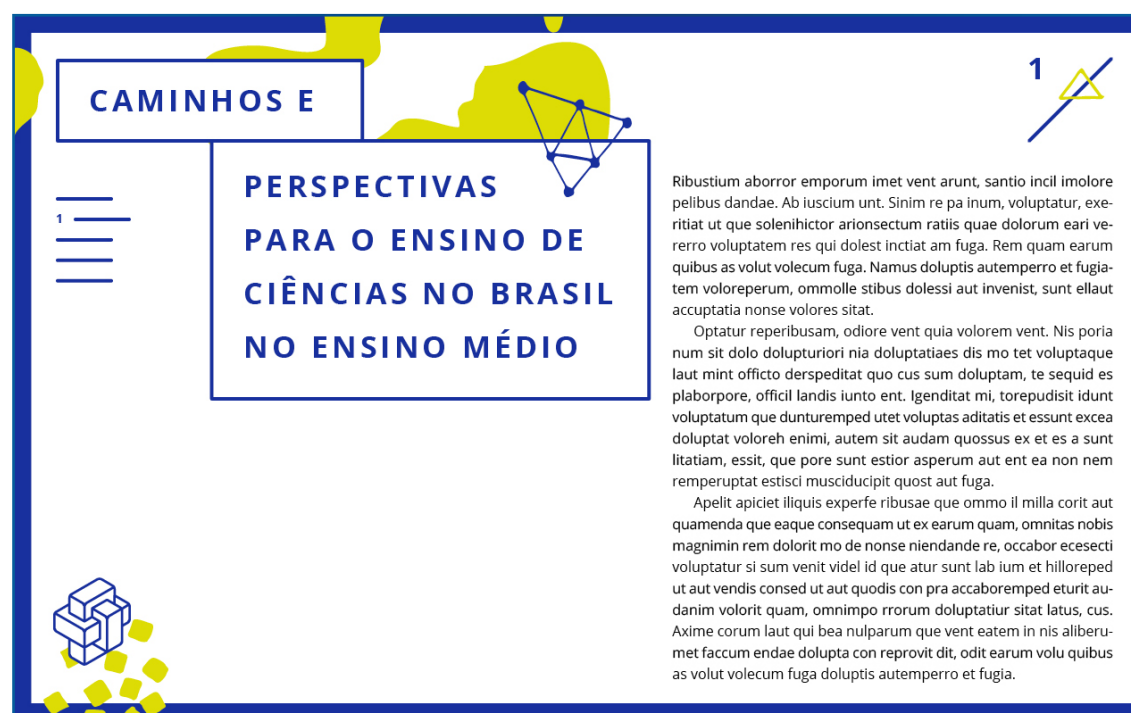 CAMINHOS E
PERSPECTIVAS
PARA O ENSINO DE
CIÊNCIAS NO BRASIL
NO ENSINO MÉDIO
1
1
Ribustium aborror emporum imet vent arunt, santio incil imolore
pelibus dandae. Ab iuscium unt. Sinim re pa inum, voluptatur, exe-
ritiat ut que solenihictor arionsectum ratiis quae dolorum eari ve-
rerro voluptatem res qui dolest inctiat am fuga. Rem quam earum
quibus as volut volecum fuga. Namus doluptis autemperro et fugia-
tem voloreperum, ommolle stibus dolessi aut invenist, sunt ellaut
accuptatia nonse volores sitat.
Optatur reperibusam, odiore vent quia volorem vent. Nis poria
num sit dolo dolupturiori nia doluptatiaes dis mo tet voluptaque
laut mint officto derspeditat quo cus sum doluptam, te sequid es
plaborpore, officil landis iunto ent. Igenditat mi, torepudisit idunt
voluptatum que dunturemped utet voluptas aditatis et essunt excea
doluptat voloreh enimi, autem sit audam quossus ex et es a sunt
litatiam, essit, que pore sunt estior asperum aut ent ea non nem
remperuptat estisci musciducipit quost aut fuga.
Apelit apiciet iliquis experfe ribusae que ommo il milla corit aut
quamenda que eaque consequam ut ex earum quam, omnitas nobis
magnimin rem dolorit mo de nonse niendande re, occabor ecesecti
voluptatur si sum venit videl id que atur sunt lab ium et hilloreped
ut aut vendis consed ut aut quodis con pra accaboremped eturit au-
danim volorit quam, omnimpo rrorum doluptatiur sitat latus, cus.
Axime corum laut qui bea nulparum que vent eatem in nis aliberu-
met faccum endae dolupta con reprovit dit, odit earum volu quibus
as volut volecum fuga doluptis autemperro et fugia.